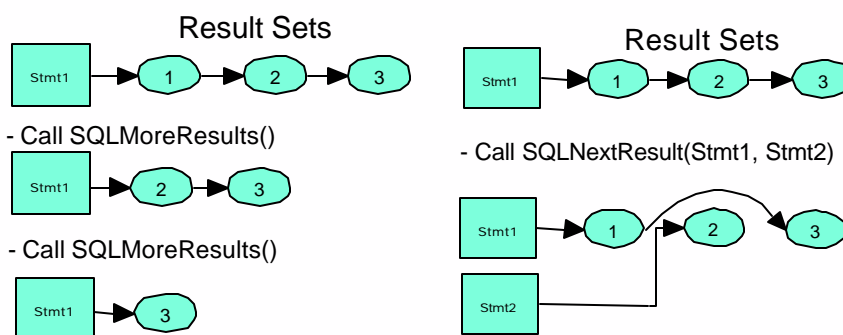 Result Sets
Stmt1 1 2 3
- Call SQLMoreResults()
Stmt1 2 3
- Call SQLMoreResults()
Stmt1 3
Result Sets
Stmt1 1 2 3
- Call SQLNextResult(Stmt1, Stmt2)
Stmt1 1 2 3
Stmt2